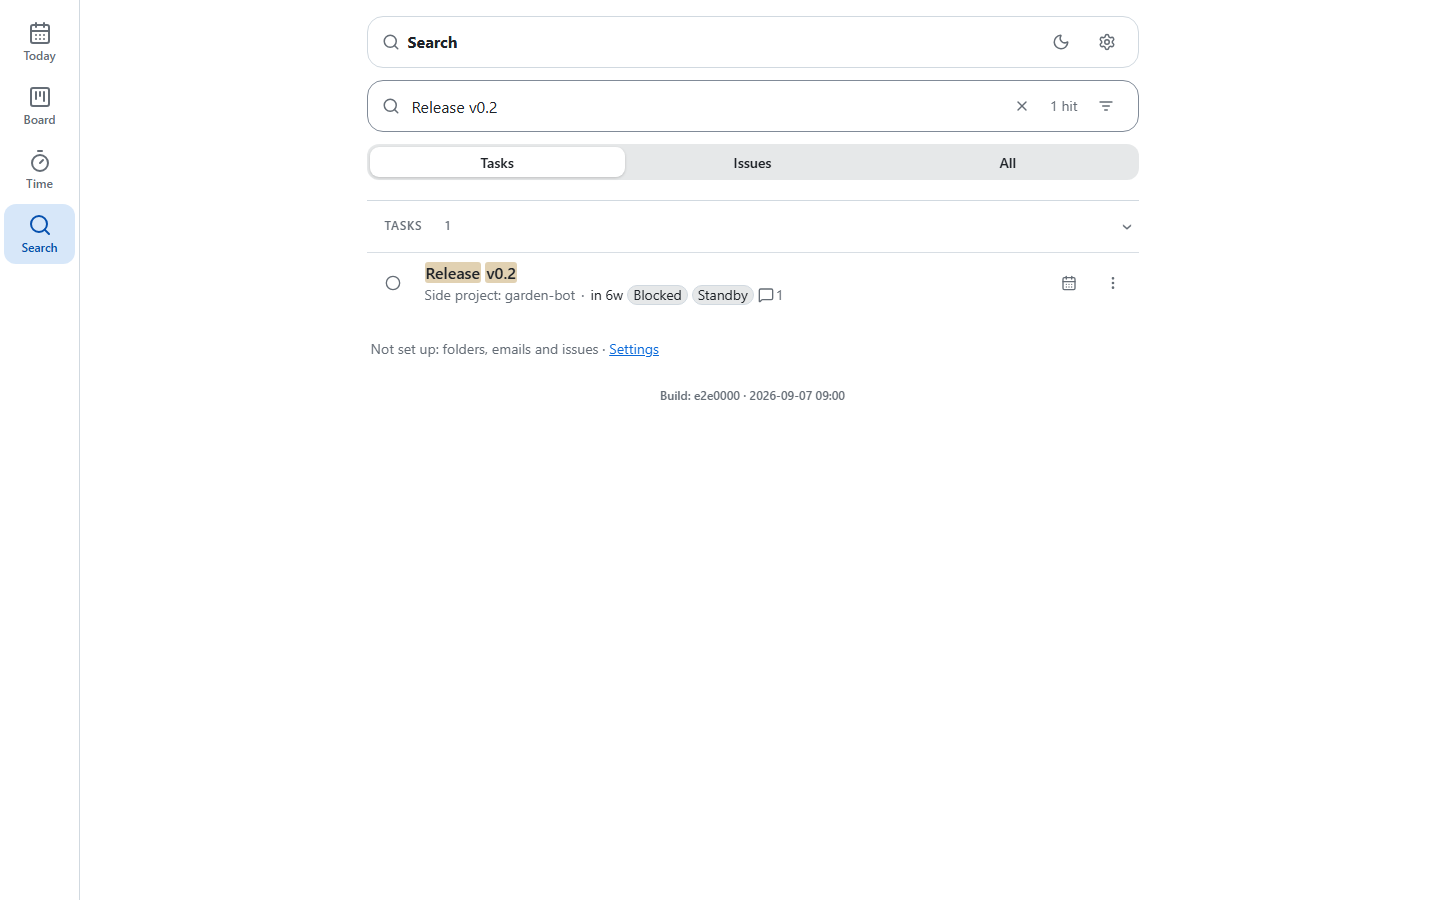 Today
Board
Time
Search
Search
Release v0.2
1 hit
Tasks
Issues
All
TASKS 1
Release v0.2
Side project: garden-bot · in 6w Blocked Standby 1
Not set up: folders, emails and issues · Settings
Build: e2e0000 · 2026-09-07 09:00